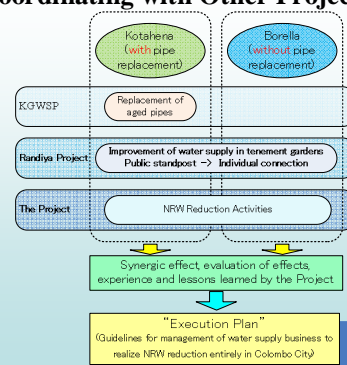 oordinating with Other Projec
Kotahena
(with pipe
replacement)
Borella
(without pipe
replacement)
KGWSP
Replacement of
aged pipes
Randiya Project
Improvement of water supply in tenement gardens
Public standpost -> Individual connection
The Project
NRW Reduction Activities
Synergic effect, evaluation of effects,
experience and lessons learned by the Project
"Execution Plan"
(Guidelines for management of water supply business to
realize NRW reduction entirely in Colombo City)